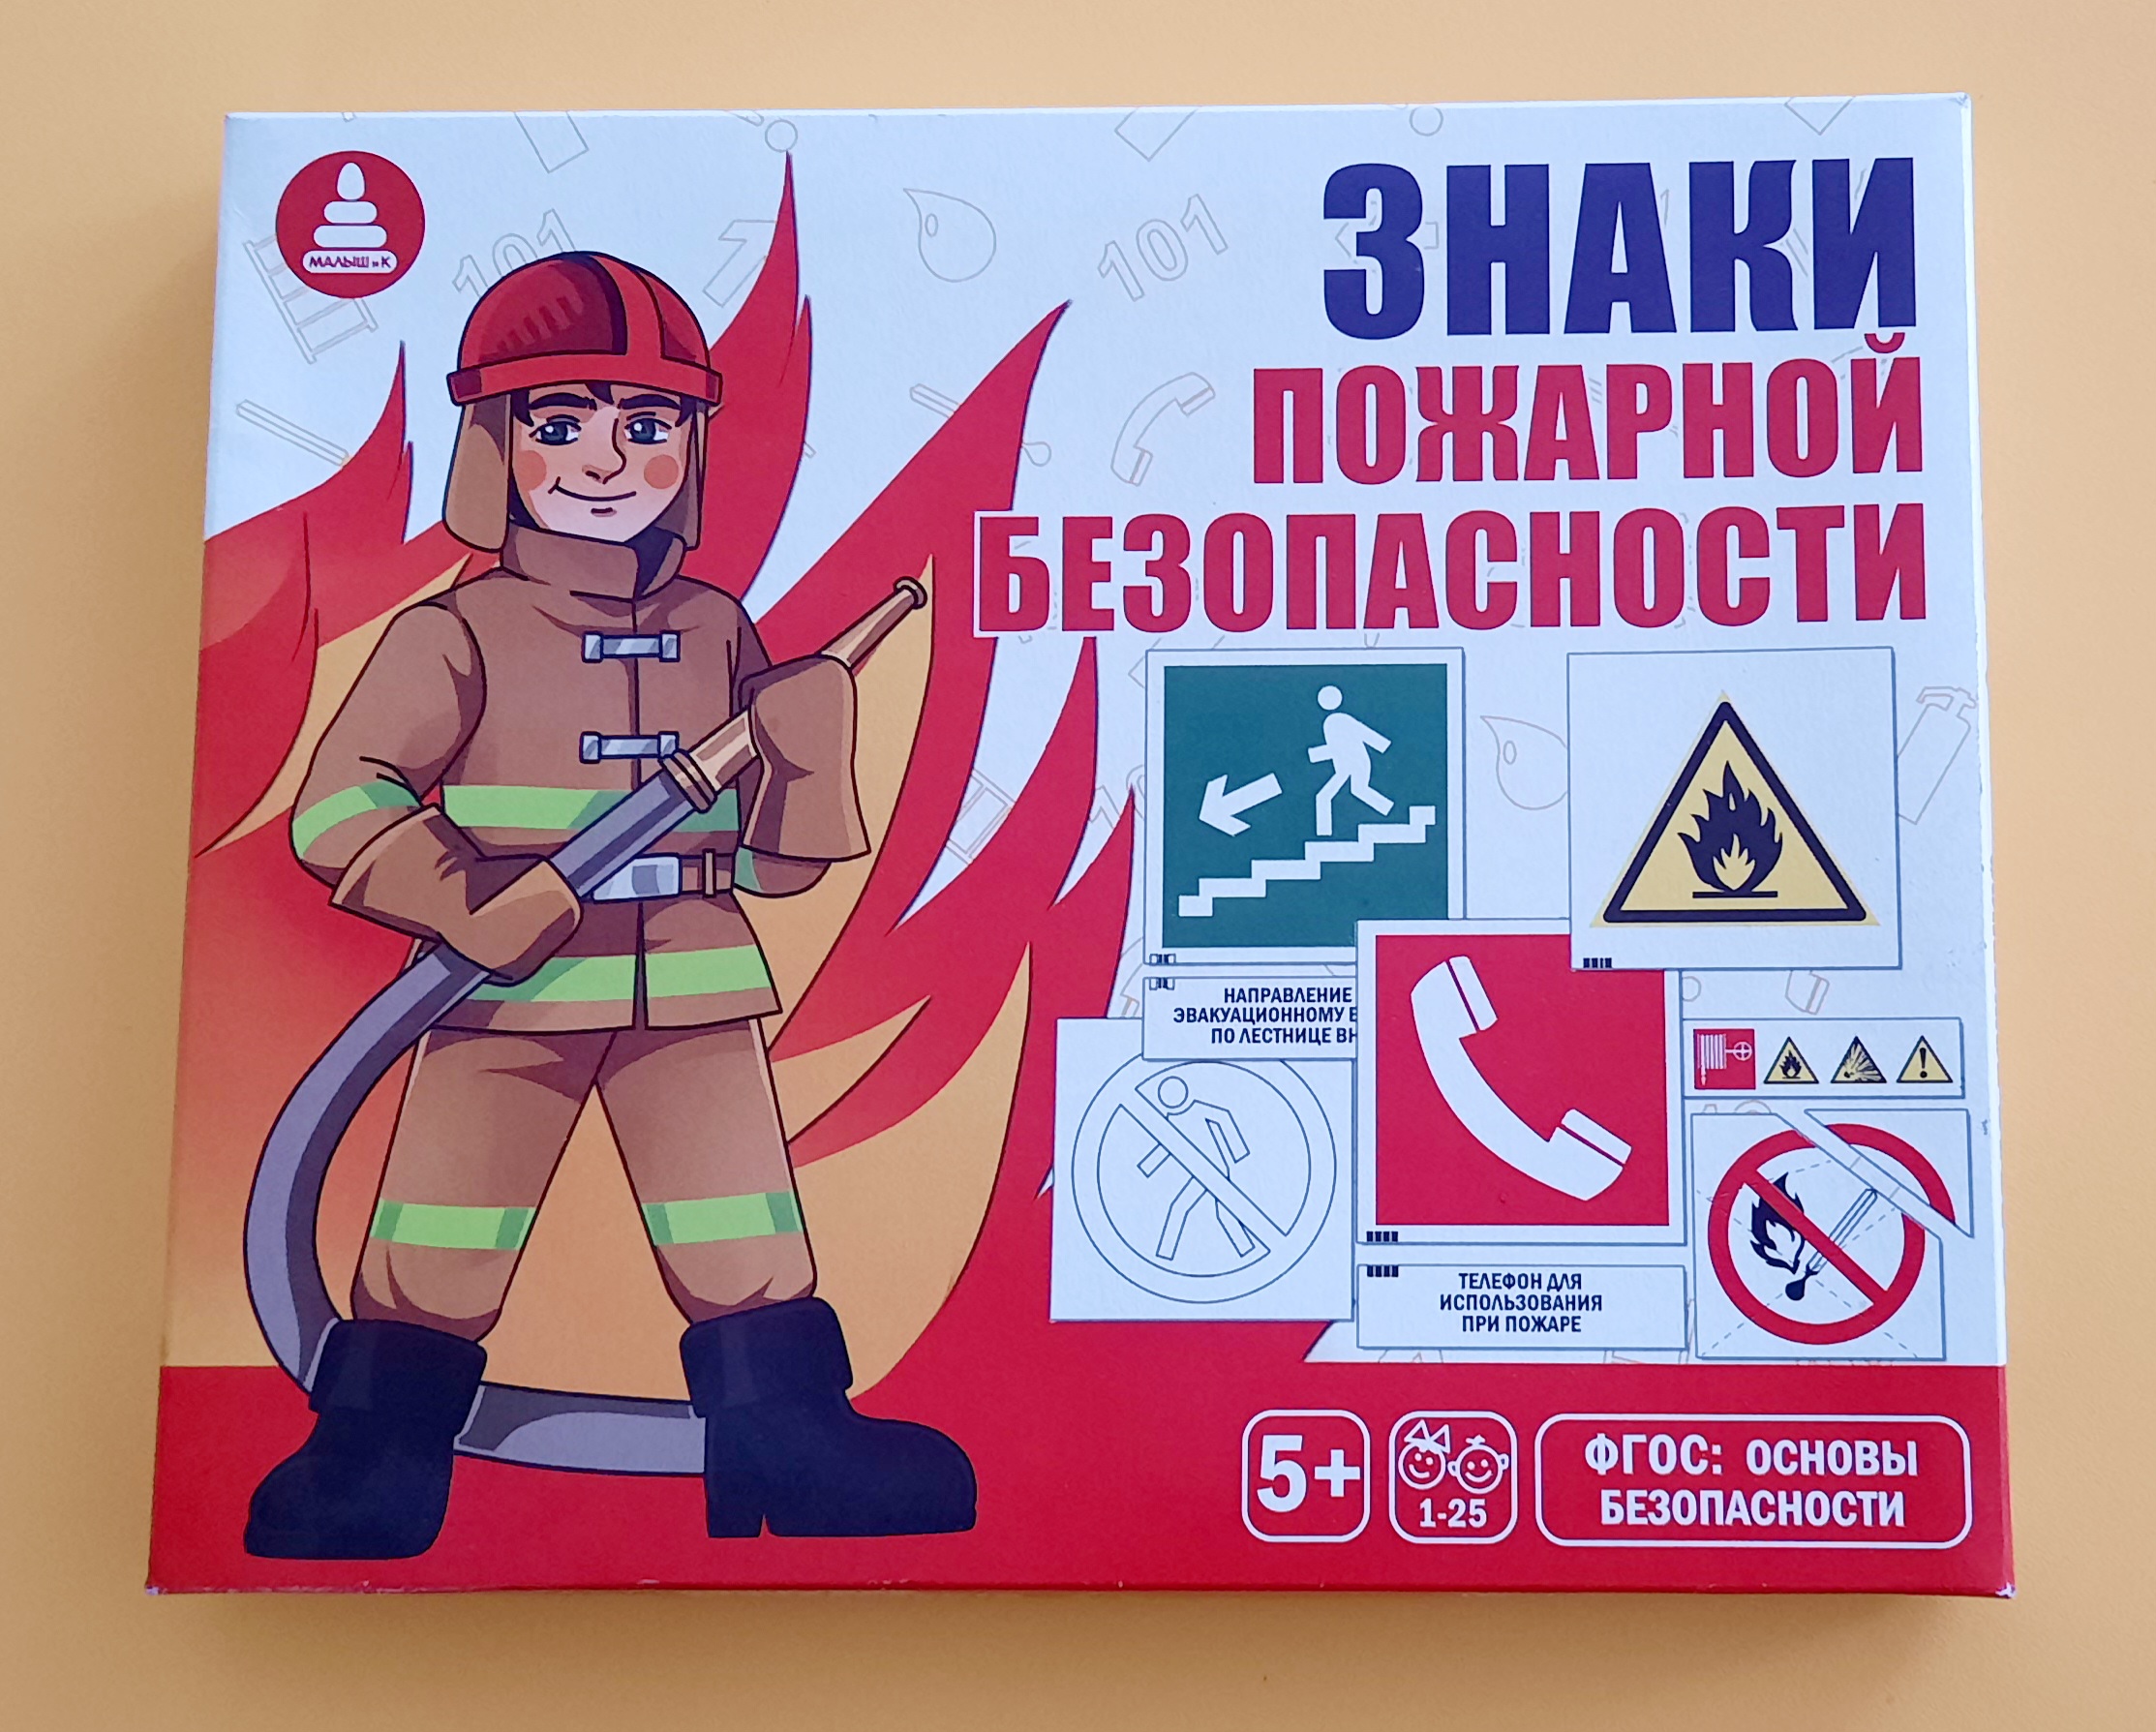 МАЛЫШ и К
101
101
ЗНАКИ
ПОЖАРНОЙ
БЕЗОПАСНОСТИ
НАПРАВЛЕНИЕ
ЭВАКУАЦИОННОМУ
ПО ЛЕСТНИЦЕ
ТЕЛЕФОН ДЛЯ
ИСПОЛЬЗОВАНИЯ
ПРИ ПОЖАРЕ
5+
1-25
ФГОС: ОСНОВЫ
БЕЗОПАСНОСТИ